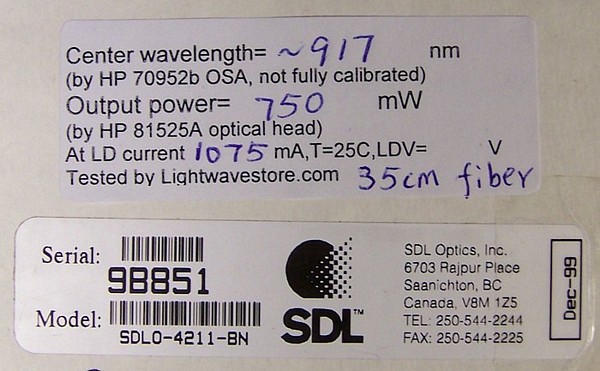 Center wavelength= ~917 nm
(by HP 70952b OSA, not fully calibrated)
Output power= 750 mW
(by HP 81525A optical head)
At LD current 1075 mA,T=25C,LDV= V
Tested by Lightwavestore.com 35cm fiber
Serial:
9B851
Model:
SDLO-4211-BN
SDL™
SDL Optics, Inc.
6703 Rajpur Place
Saanichton, BC
Canada, V8M 1Z5
TEL: 250-544-2244
FAX: 250-544-2225
Dec-99